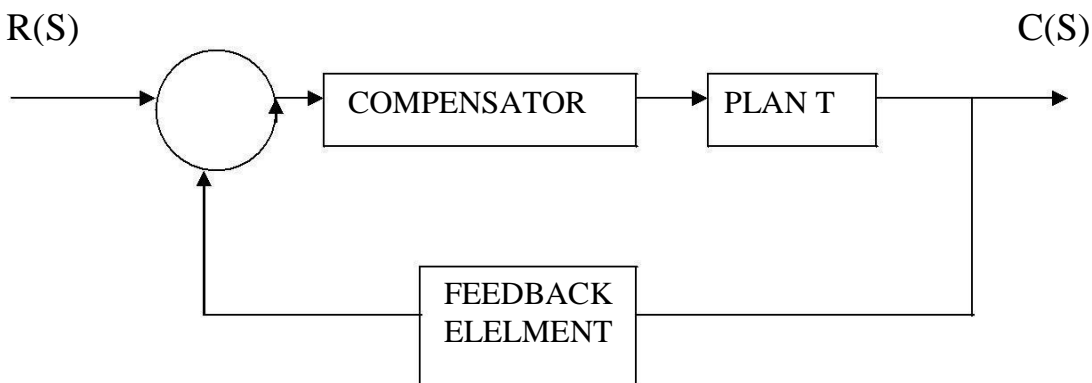 R(S)
C(S)
COMPENSATOR
PLAN T
FEEDBACK
ELELMENT